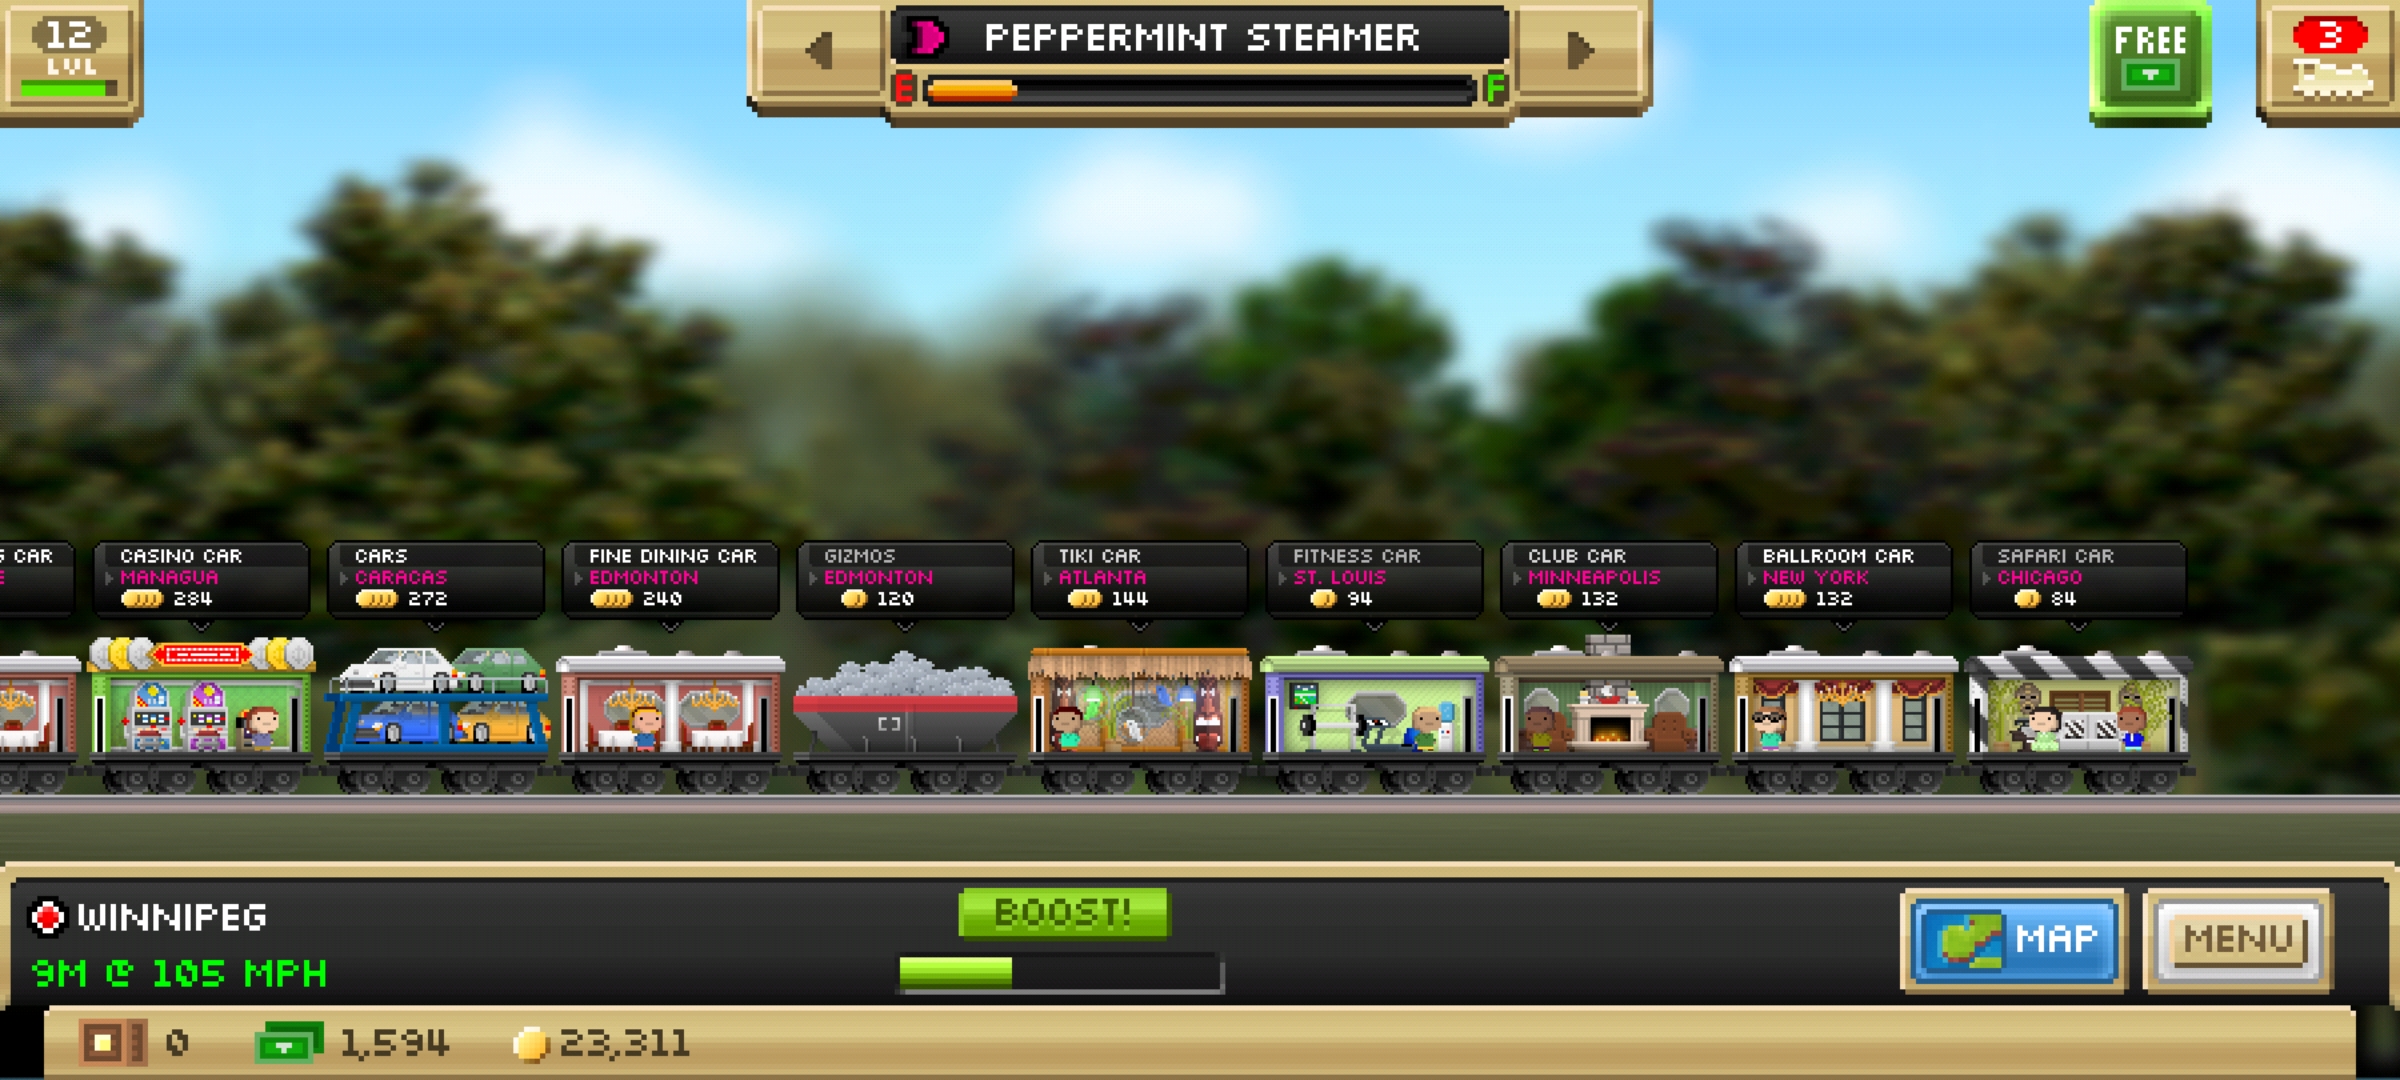 12
LVL
PEPPERMINT STEAMER
E
F
FREE
3
CAR
CASINO CAR
MANAGUA
284
CARS
CARACAS
272
FINE DINING CAR
EDMONTON
240
GIZMOS
EDMONTON
120
TIKI CAR
ATLANTA
144
FITNESS CAR
ST. LOUIS
94
CLUB CAR
MINNEAPOLIS
132
BALLROOM CAR
NEW YORK
132
SAFARI CAR
CHICAGO
84
WINNIPEG
9M @ 105 MPH
BOOST!
MAP
MENU
0
1,594
23,311